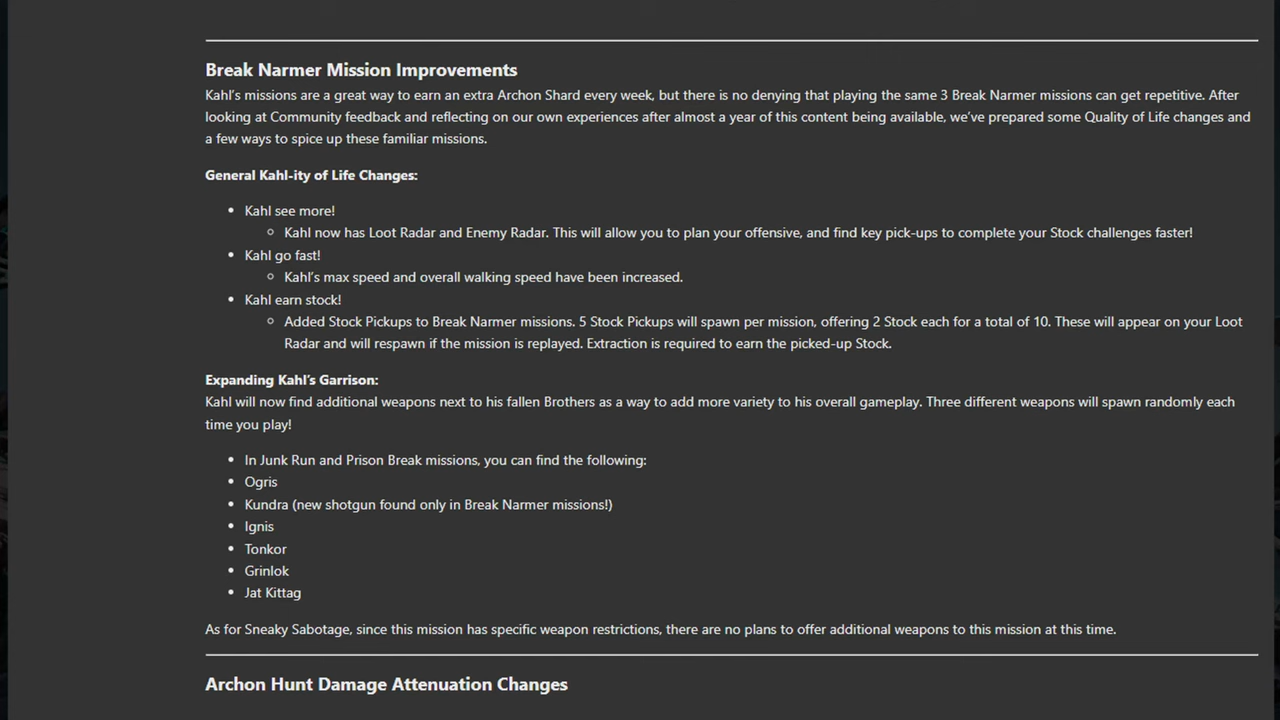 Break Narmer Mission Improvements
Kahl's missions are a great way to earn an extra Archon Shard every week, but there is no denying that playing the same 3 Break Narmer missions can get repetitive. After
looking at Community feedback and reflecting on our own experiences after almost a year of this content being available, we've prepared some Quality of Life changes and
a few ways to spice up these familiar missions.
General Kahl-ity of Life Changes:
• Kahl see more!
○ Kahl now has Loot Radar and Enemy Radar. This will allow you to plan your offensive, and find key pick-ups to complete your Stock challenges faster!
• Kahl go fast!
○ Kahl's max speed and overall walking speed have been increased.
• Kahl earn stock!
○ Added Stock Pickups to Break Narmer missions. 5 Stock Pickups will spawn per mission, offering 2 Stock each for a total of 10. These will appear on your Loot
Radar and will respawn if the mission is replayed. Extraction is required to earn the picked-up Stock.
Expanding Kahl's Garrison:
Kahl will now find additional weapons next to his fallen Brothers as a way to add more variety to his overall gameplay. Three different weapons will spawn randomly each
time you play!
• In Junk Run and Prison Break missions, you can find the following:
• Ogris
• Kundra (new shotgun found only in Break Narmer missions!)
• Ignis
• Tonkor
• Grinlok
• Jat Kittag
As for Sneaky Sabotage, since this mission has specific weapon restrictions, there are no plans to offer additional weapons to this mission at this time.
Archon Hunt Damage Attenuation Changes